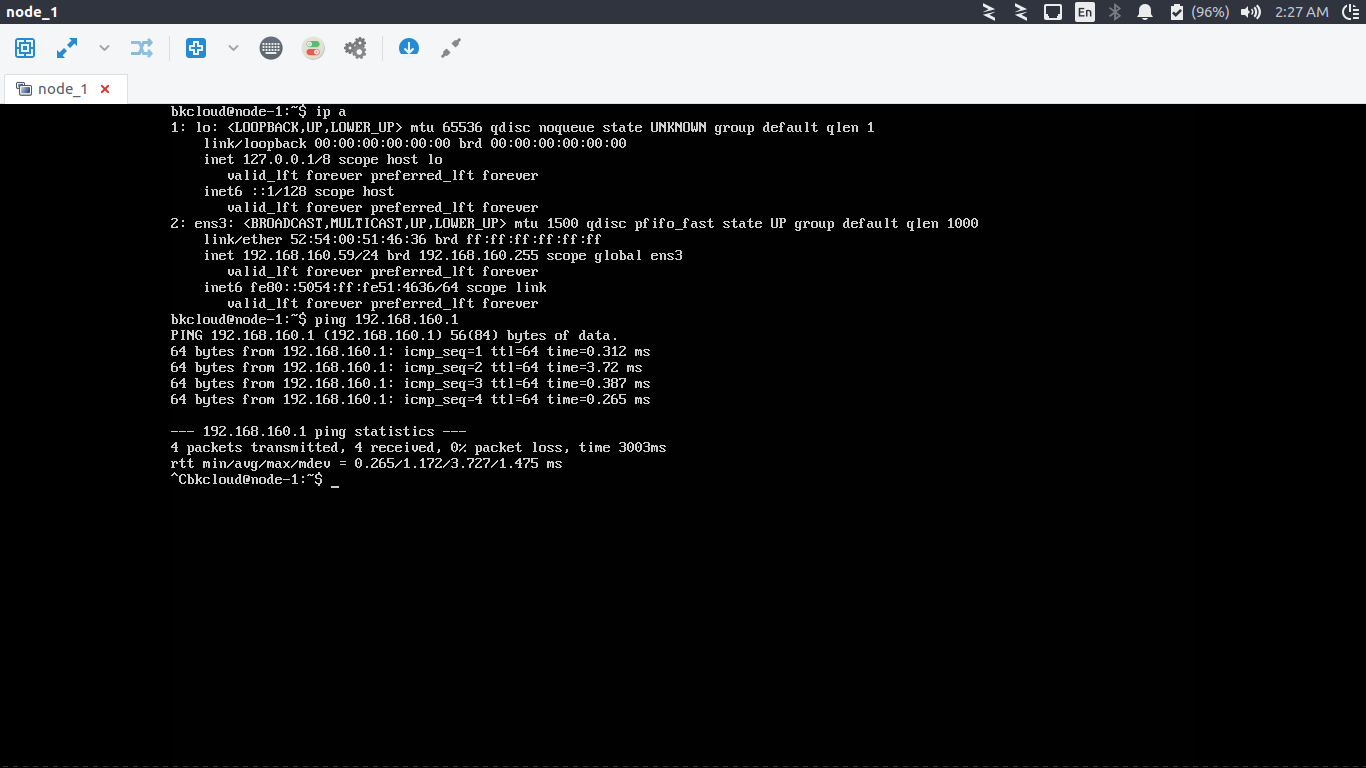 node_1
En
(96%)
2:27 AM
node_1
bkcloud@node-1:~$ ip a
1: lo: <LOOPBACK,UP,LOWER_UP> mtu 65536 qdisc noqueue state UNKNOWN group default qlen 1
    link/loopback 00:00:00:00:00:00 brd 00:00:00:00:00:00
    inet 127.0.0.1/8 scope host lo
       valid_lft forever preferred_lft forever
    inet6 ::1/128 scope host
       valid_lft forever preferred_lft forever
2: ens3: <BROADCAST,MULTICAST,UP,LOWER_UP> mtu 1500 qdisc pfifo_fast state UP group default qlen 1000
    link/ether 52:54:00:51:46:36 brd ff:ff:ff:ff:ff:ff
    inet 192.168.160.59/24 brd 192.168.160.255 scope global ens3
       valid_lft forever preferred_lft forever
    inet6 fe80::5054:ff:fe51:4636/64 scope link
       valid_lft forever preferred_lft forever
bkcloud@node-1:~$ ping 192.168.160.1
PING 192.168.160.1 (192.168.160.1) 56(84) bytes of data.
64 bytes from 192.168.160.1: icmp_seq=1 ttl=64 time=0.312 ms
64 bytes from 192.168.160.1: icmp_seq=2 ttl=64 time=3.72 ms
64 bytes from 192.168.160.1: icmp_seq=3 ttl=64 time=0.387 ms
64 bytes from 192.168.160.1: icmp_seq=4 ttl=64 time=0.265 ms
--- 192.168.160.1 ping statistics ---
4 packets transmitted, 4 received, 0% packet loss, time 3003ms
rtt min/avg/max/mdev = 0.265/1.172/3.727/1.475 ms
^Cbkcloud@node-1:~$ _